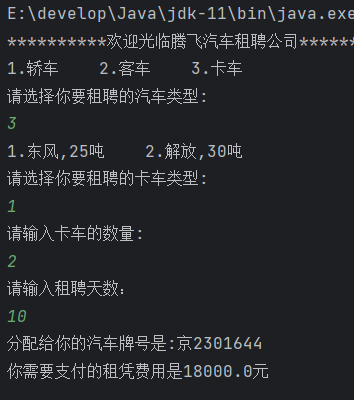 E:\develop\Java\jdk-11\bin\java.exe
**********欢迎光临腾飞汽车租聘公司******
1.轿车    2.客车    3.卡车
请选择你要租聘的汽车类型:
3
1.东风,25吨    2.解放,30吨
请选择你要租聘的卡车类型:
1
请输入卡车的数量:
2
请输入租聘天数:
10
分配给你的汽车牌号是:京2301644
你需要支付的租赁费用是18000.0元